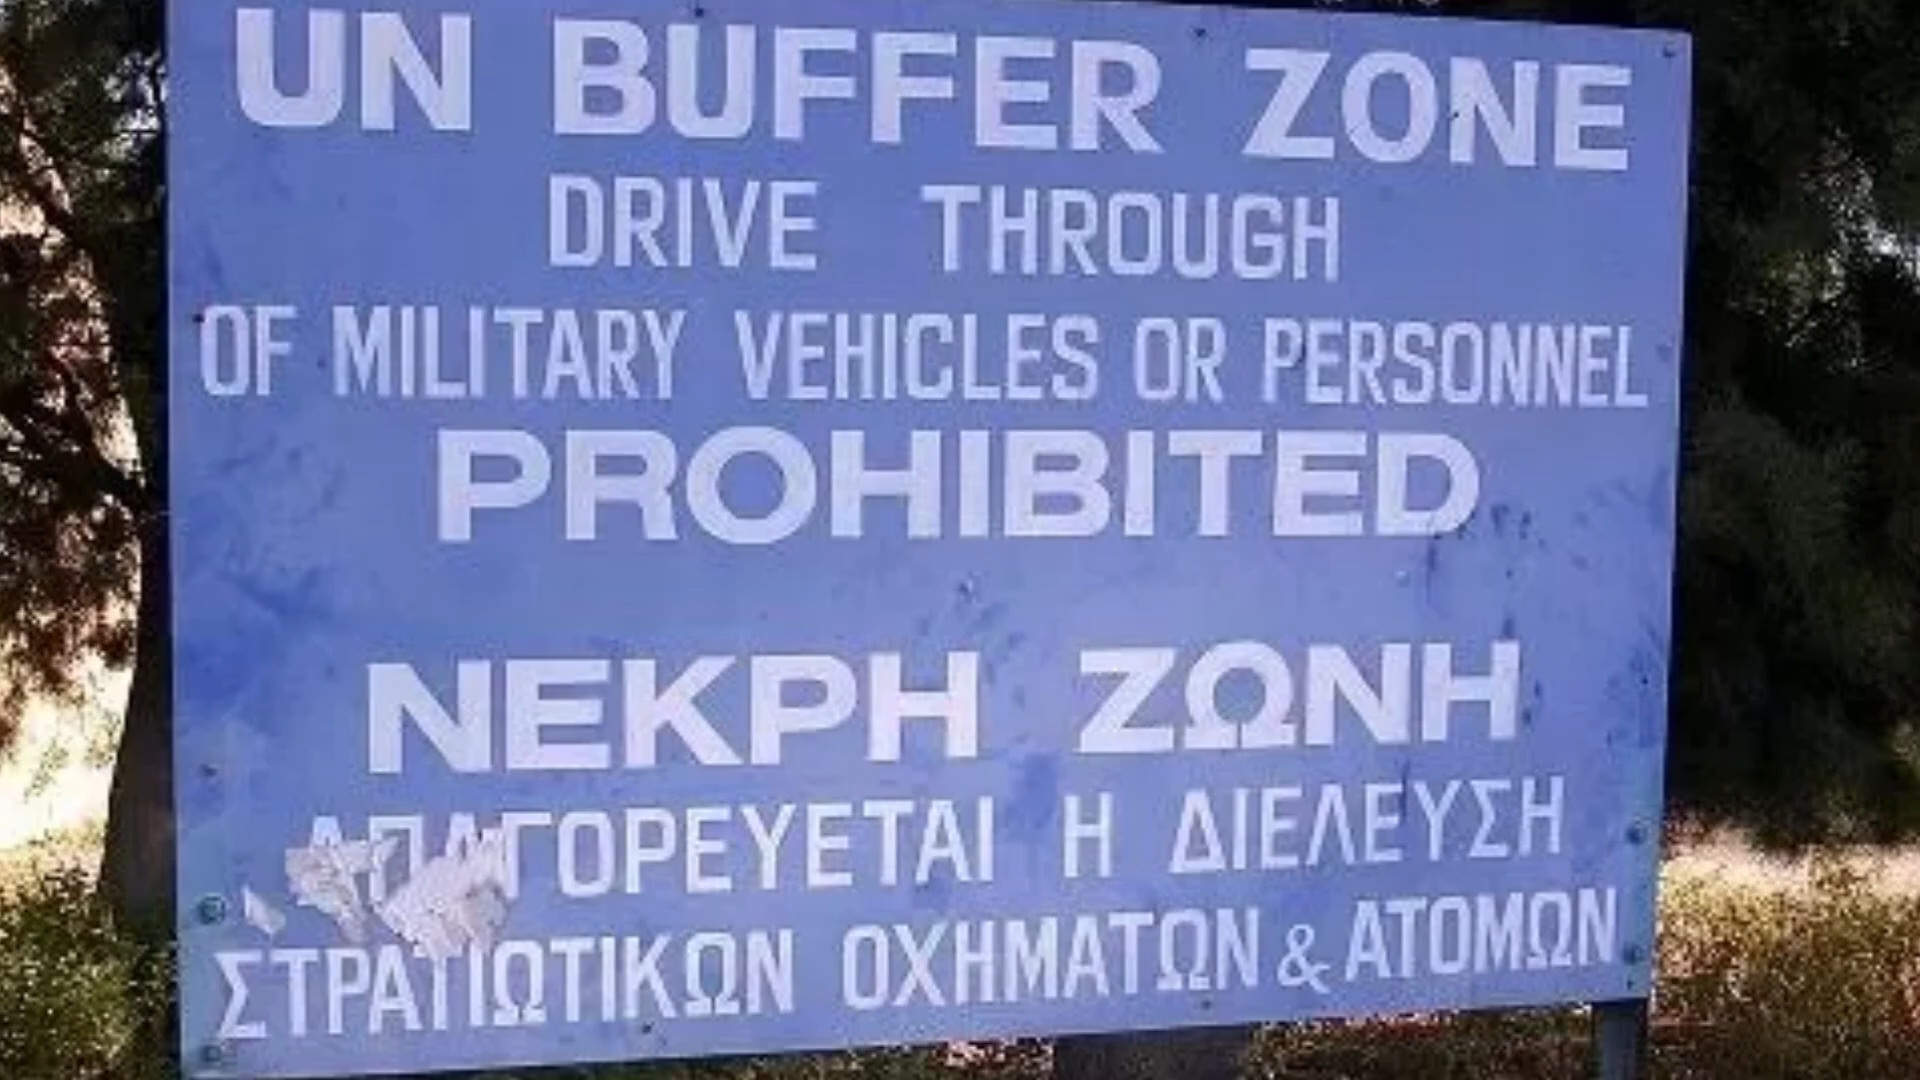 UN BUFFER ZONE
DRIVE THROUGH
OF MILITARY VEHICLES OR PERSONNEL
PROHIBITED
ΝΕΚΡΗ ΖΩΝΗ
ΑΠΑΓΟΡΕΥΕΤΑΙ Η ΔΙΕΛΕΥΣΗ
ΣΤΡΑΤΙΩΤΙΚΩΝ ΟΧΗΜΑΤΩΝ & ΑΤΟΜΩΝ